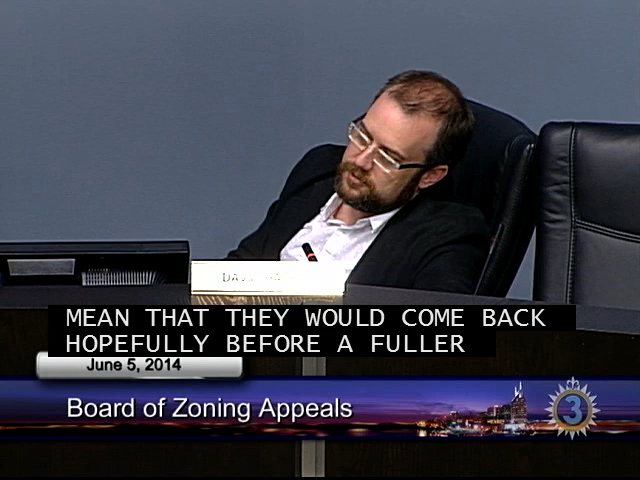 MEAN THAT THEY WOULD COME BACK
HOPEFULLY BEFORE A FULLER
June 5, 2014
Board of Zoning Appeals
3